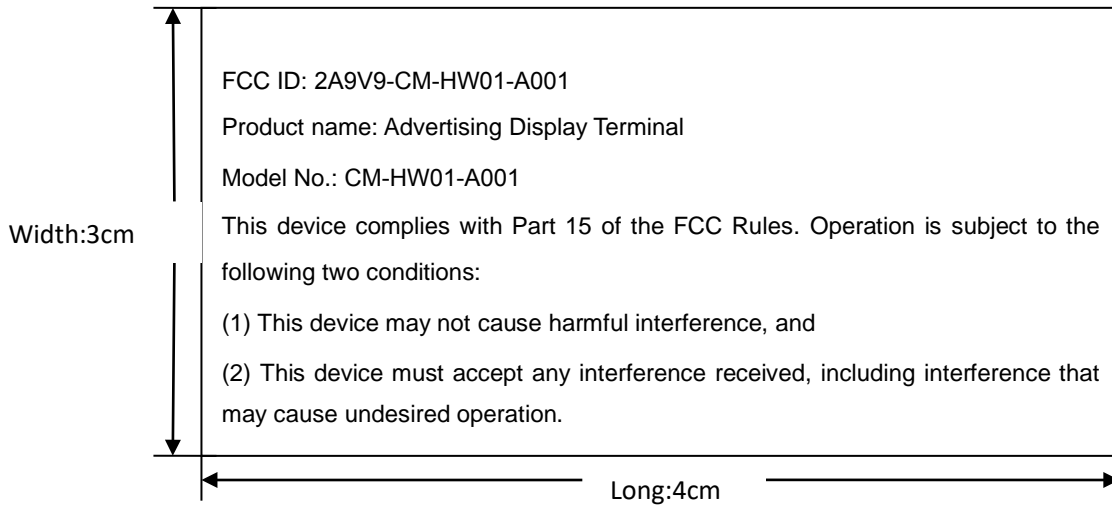 FCC ID: 2A9V9-CM-HW01-A001
Product name: Advertising Display Terminal
Model No.: CM-HW01-A001
Width:3cm
This device complies with Part 15 of the FCC Rules. Operation is subject to the
following two conditions:
(1) This device may not cause harmful interference, and
(2) This device must accept any interference received, including interference that
may cause undesired operation.
Long:4cm